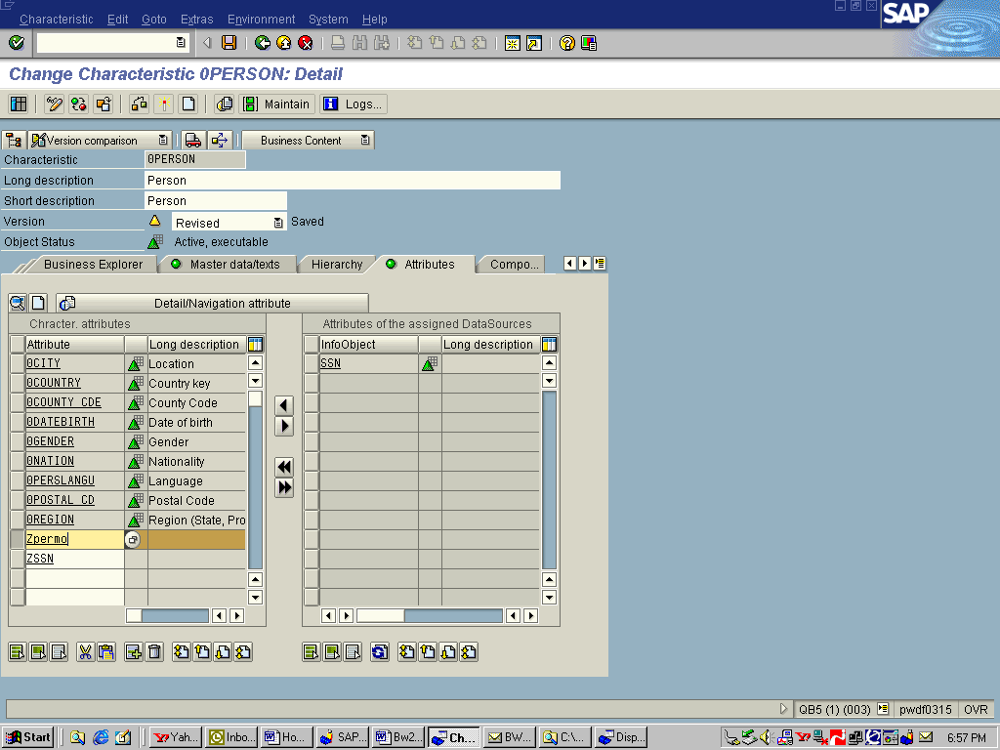 Characteristic Edit Goto Extras Environment System Help
SAP
Change Characteristic 0PERSON: Detail
Maintain Logs...
Version comparison Business Content
Characteristic 0PERSON
Long description Person
Short description Person
Version Revised Saved
Object Status Active, executable
Business Explorer Master data/texts Hierarchy Attributes Compo...
Detail/Navigation attribute
Chracter. attributes Attributes of the assigned DataSources
Attribute Long description InfoObject Long description
0CITY Location SSN
0COUNTRY Country key
0COUNTY_CDE County Code
0DATEBIRTH Date of birth
0GENDER Gender
0NATION Nationality
0PERSLANGU Language
0POSTAL_CD Postal Code
0REGION Region (State, Pro
Zpermo
ZSSN
QB5 (1) (003) pwdf0315 OVR
Start Yah... Inbo... Ho... SAP... Bw2... Ch... BW... C:\... Disp... 6:57 PM